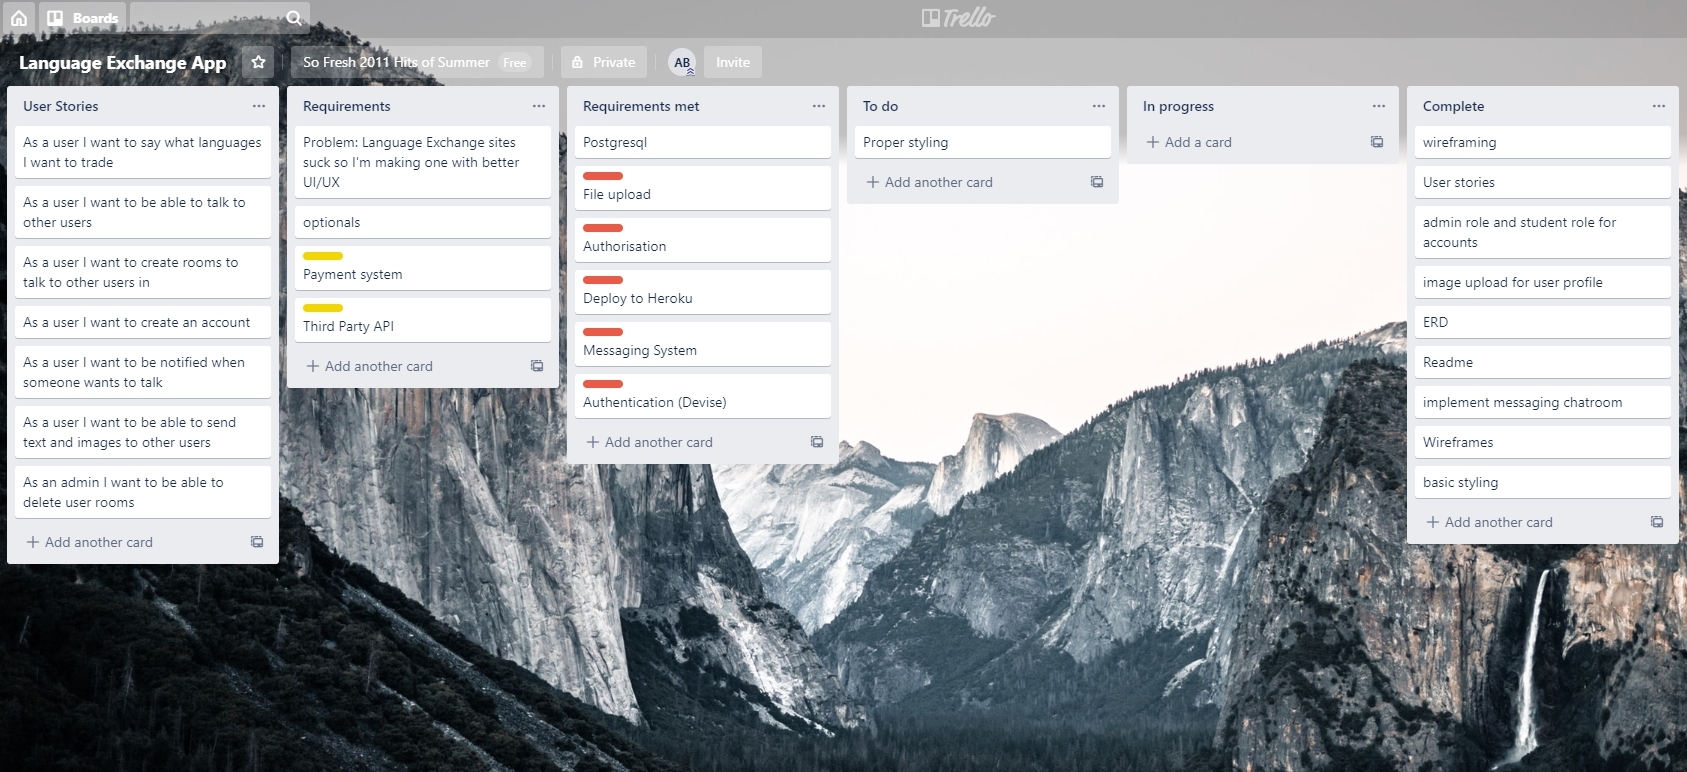 Boards
Trello
Language Exchange App
So Fresh 2011 Hits of Summer Free
Private
AB
Invite
User Stories
As a user I want to say what languages
I want to trade
As a user I want to be able to talk to
other users
As a user I want to create rooms to
talk to other users in
As a user I want to create an account
As a user I want to be notified when
someone wants to talk
As a user I want to be able to send
text and images to other users
As an admin I want to be able to
delete user rooms
+ Add another card
Requirements
Problem: Language Exchange sites
suck so I'm making one with better
UI/UX
optionals
Payment system
Third Party API
+ Add another card
Requirements met
Postgresql
File upload
Authorisation
Deploy to Heroku
Messaging System
Authentication (Devise)
+ Add another card
To do
Proper styling
+ Add another card
In progress
+ Add a card
Complete
wireframing
User stories
admin role and student role for
accounts
image upload for user profile
ERD
Readme
implement messaging chatroom
Wireframes
basic styling
+ Add another card